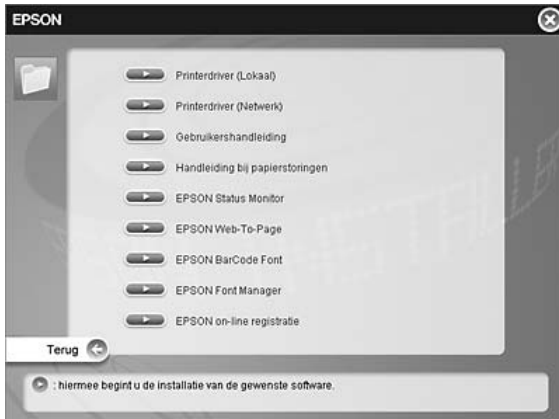 EPSON
Printerdriver (Lokaal)
Printerdriver (Netwerk)
Gebruikershandleiding
Handleiding bij papierstoringen
EPSON Status Monitor
EPSON Web-To-Page
EPSON BarCode Font
EPSON Font Manager
EPSON on-line registratie
Terug
: hiermee begint u de installatie van de gewenste software.